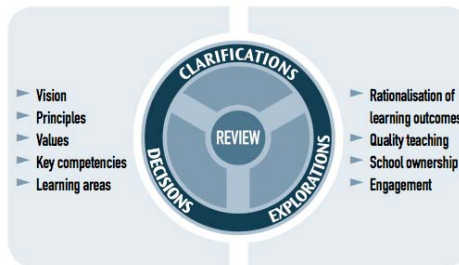 CLARIFICATIONS
Vision
Principles
Values
Key competencies
Learning areas
REVIEW
DECISIONS
EXPLORATIONS
Rationalisation of
learning outcomes
Quality teaching
School ownership
Engagement